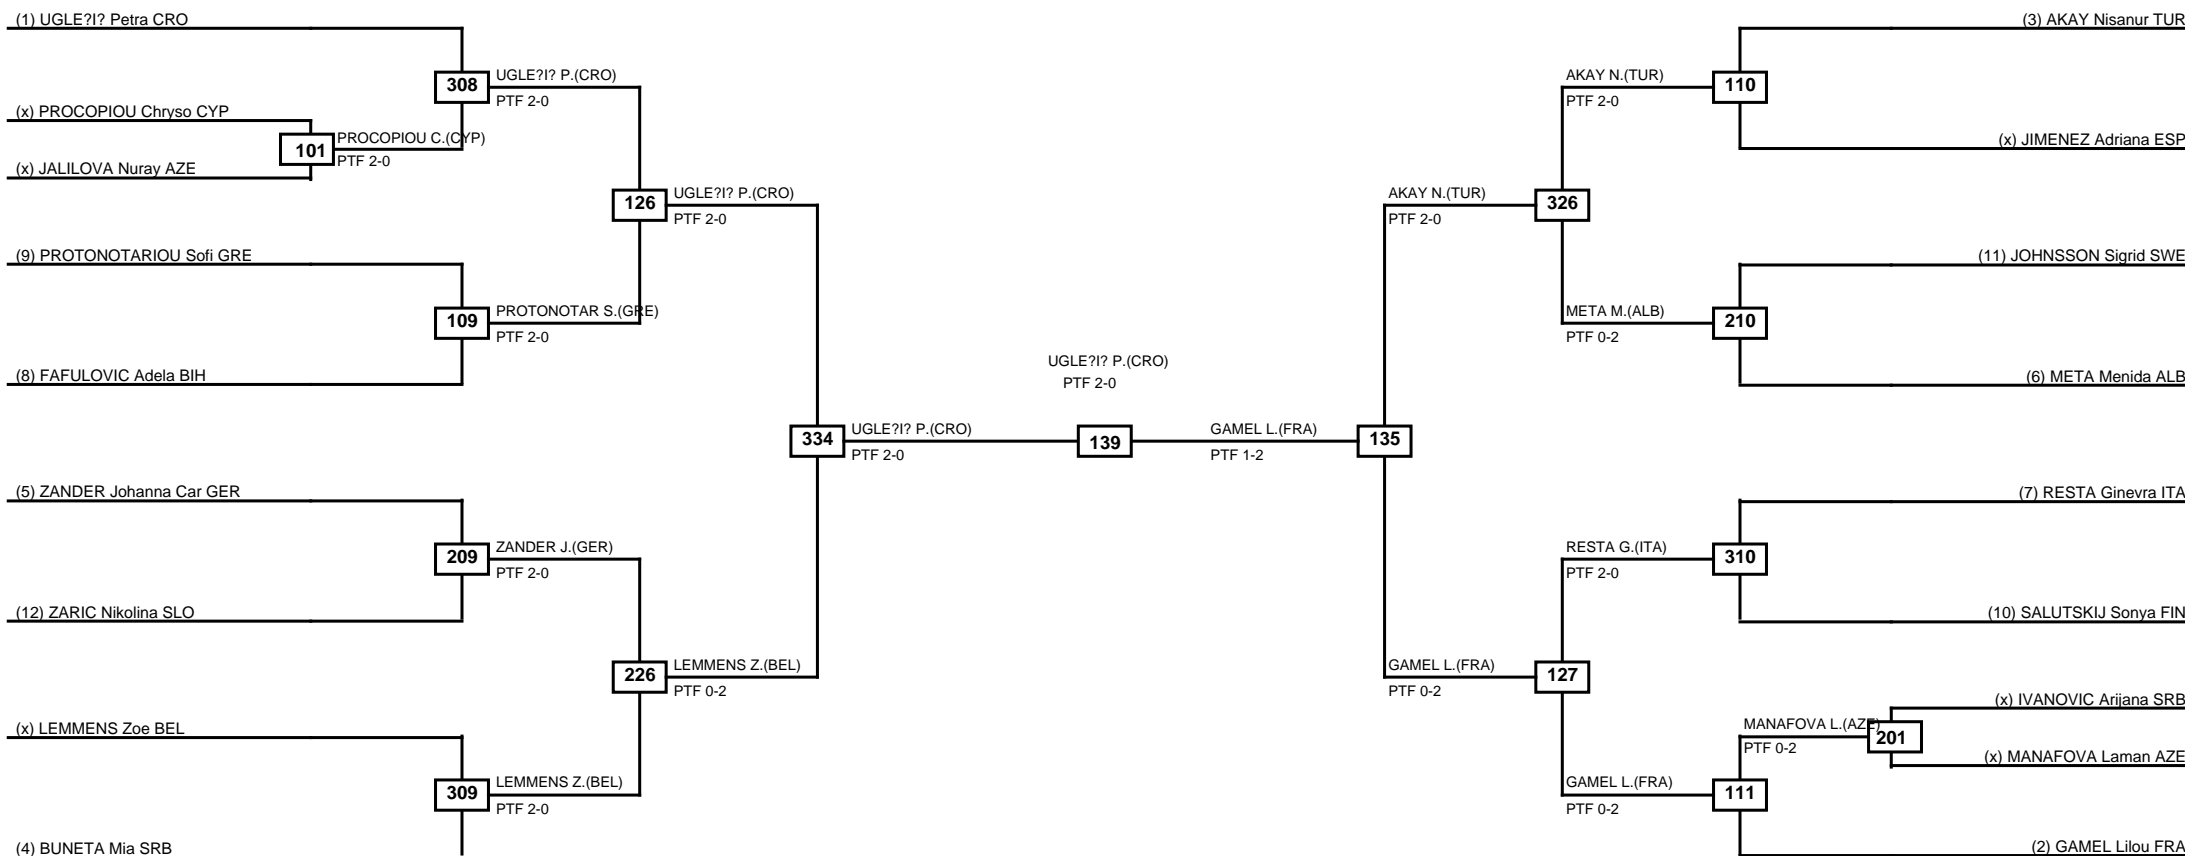 (1) UGLE?I? Petra CRO
(3) AKAY Nisanur TUR
308
UGLE?I? P.(CRO)
PTF 2-0
AKAY N.(TUR)
PTF 2-0
110
(x) PROCOPIOU Chryso CYP
101
PROCOPIOU C.(CYP)
PTF 2-0
(x) JIMENEZ Adriana ESP
(x) JALILOVA Nuray AZE
126
UGLE?I? P.(CRO)
PTF 2-0
AKAY N.(TUR)
PTF 2-0
326
(9) PROTONOTARIOU Sofi GRE
(11) JOHNSSON Sigrid SWE
109
PROTONOTAR S.(GRE)
PTF 2-0
META M.(ALB)
PTF 0-2
210
UGLE?I? P.(CRO)
PTF 2-0
(8) FAFULOVIC Adela BIH
(6) META Menida ALB
334
UGLE?I? P.(CRO)
PTF 2-0
139
GAMEL L.(FRA)
PTF 1-2
135
(5) ZANDER Johanna Car GER
(7) RESTA Ginevra ITA
209
ZANDER J.(GER)
PTF 2-0
RESTA G.(ITA)
PTF 2-0
310
(12) ZARIC Nikolina SLO
(10) SALUTSKIJ Sonya FIN
226
LEMMENS Z.(BEL)
PTF 0-2
GAMEL L.(FRA)
PTF 0-2
127
(x) IVANOVIC Arijana SRB
(x) LEMMENS Zoe BEL
MANAFOVA L.(AZE)
PTF 0-2
201
(x) MANAFOVA Laman AZE
309
LEMMENS Z.(BEL)
PTF 2-0
GAMEL L.(FRA)
PTF 0-2
111
(4) BUNETA Mia SRB
(2) GAMEL Lilou FRA